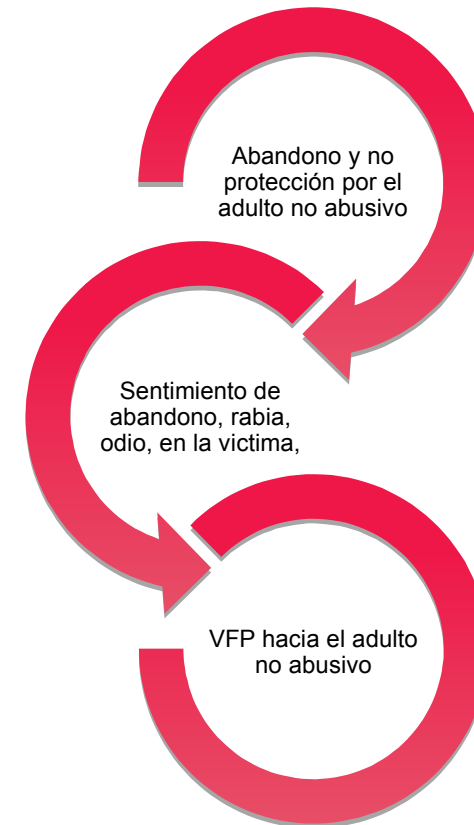 Abandono y no
protección por el
adulto no abusivo
Sentimiento de
abandono, rabia,
odio, en la victima,
VFP hacia el adulto
no abusivo